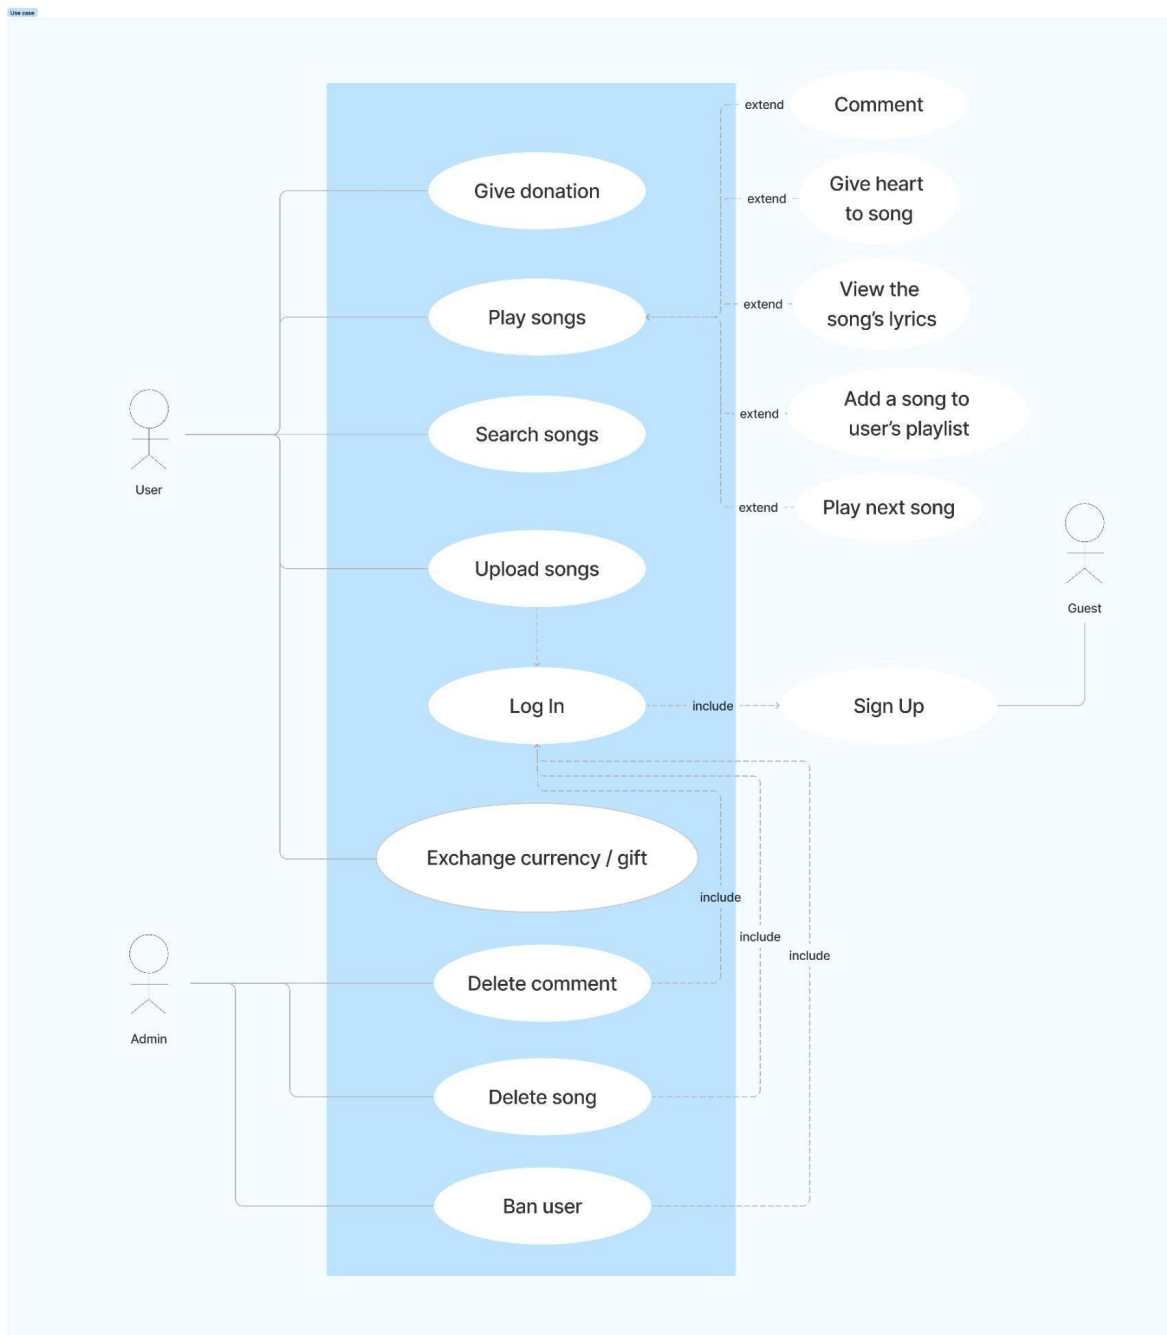 Use case
extend
Comment
Give donation
extend
Give heart
to song
extend
View the
song's lyrics
Play songs
extend
Add a song to
user's playlist
Search songs
User
extend
Play next song
Upload songs
Guest
Log In
include
Sign Up
Exchange currency / gift
include
include
include
Delete comment
Admin
Delete song
Ban user